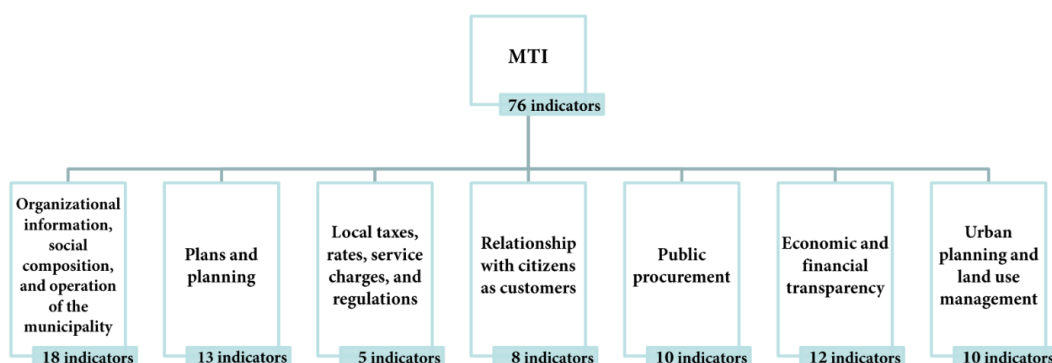 MTI
76 indicators
Organizational
information,
social
composition,
and operation
of the
municipality
18 indicators
Plans and
planning
13 indicators
Local taxes,
rates, service
charges, and
regulations
5 indicators
Relationship
with citizens
as customers
8 indicators
Public
procurement
10 indicators
Economic and
financial
transparency
12 indicators
Urban
planning and
land use
management
10 indicators